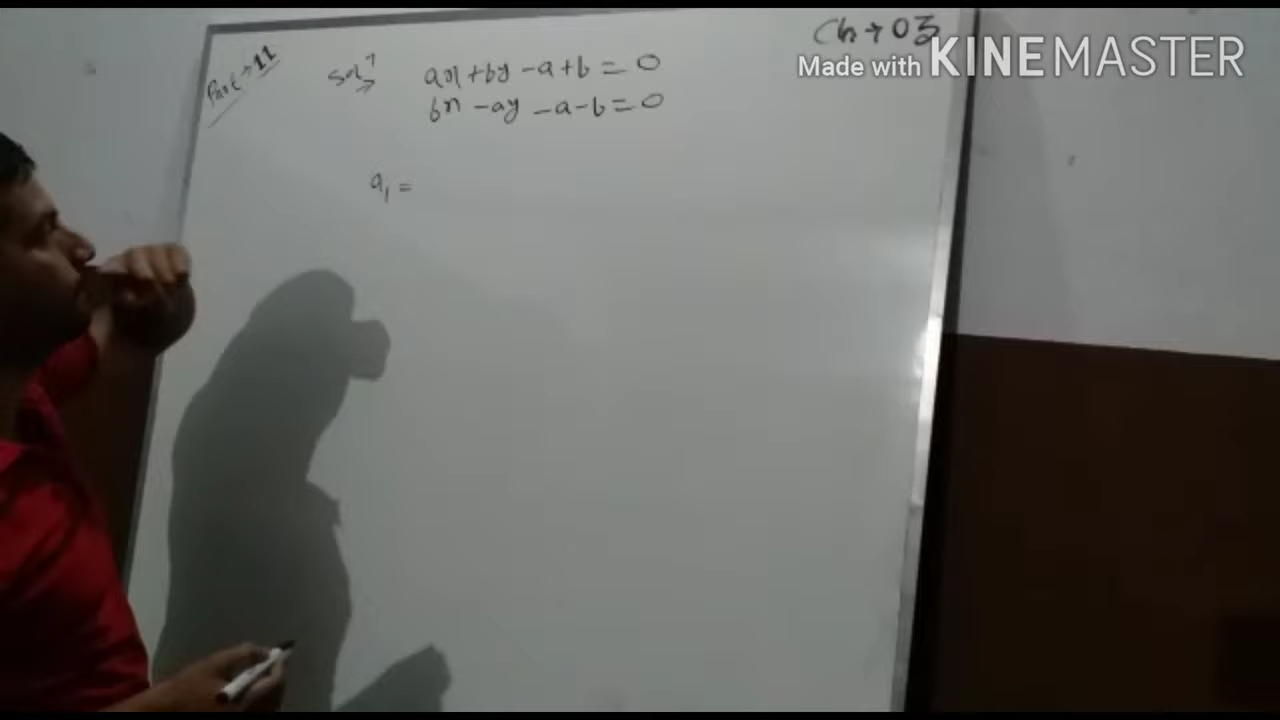 Ch → 03
Made with KINEMASTER
Part → 11
Sol →
ax + by - a + b = 0
bx - ay - a - b = 0
a₁ =